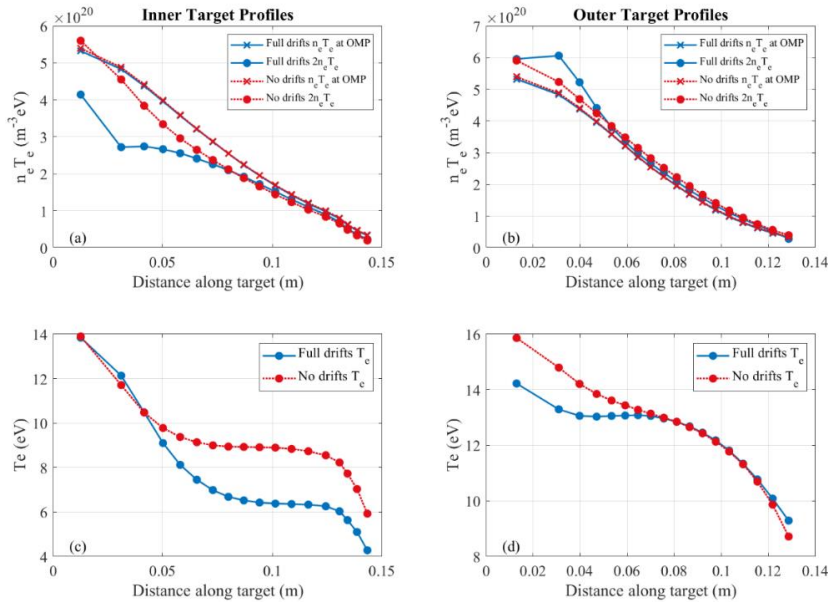 Inner Target Profiles
6 ×10^20
Full drifts n_eT_e at OMP
Full drifts 2n_eT_e
No drifts n_eT_e at OMP
No drifts 2n_eT_e
5
4
3
2
1
0
n_eT_e (m^-3eV)
(a)
0 0.05 0.1 0.15
Distance along target (m)
Outer Target Profiles
7 ×10^20
Full drifts n_eT_e at OMP
Full drifts 2n_eT_e
No drifts n_eT_e at OMP
No drifts 2n_eT_e
6
5
4
3
2
1
0
n_eT_e (m^-3eV)
(b)
0 0.02 0.04 0.06 0.08 0.1 0.12 0.14
Distance along target (m)
14
12
10
8
6
4
Te (eV)
Full drifts T_e
No drifts T_e
(c)
0 0.05 0.1 0.15
Distance along target (m)
16
14
12
10
8
Te (eV)
Full drifts T_e
No drifts T_e
(d)
0 0.02 0.04 0.06 0.08 0.1 0.12 0.14
Distance along target (m)